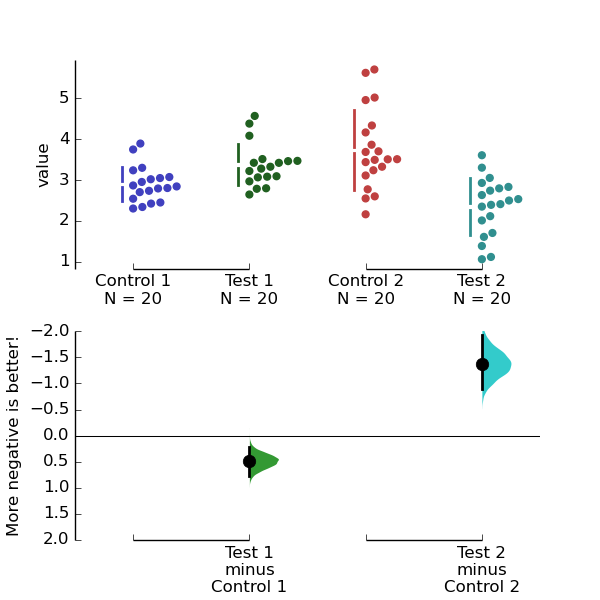 value
5
4
3
2
1
Control 1
N = 20
Test 1
N = 20
Control 2
N = 20
Test 2
N = 20
More negative is better!
−2.0
−1.5
−1.0
−0.5
0.0
0.5
1.0
1.5
2.0
Test 1
minus
Control 1
Test 2
minus
Control 2